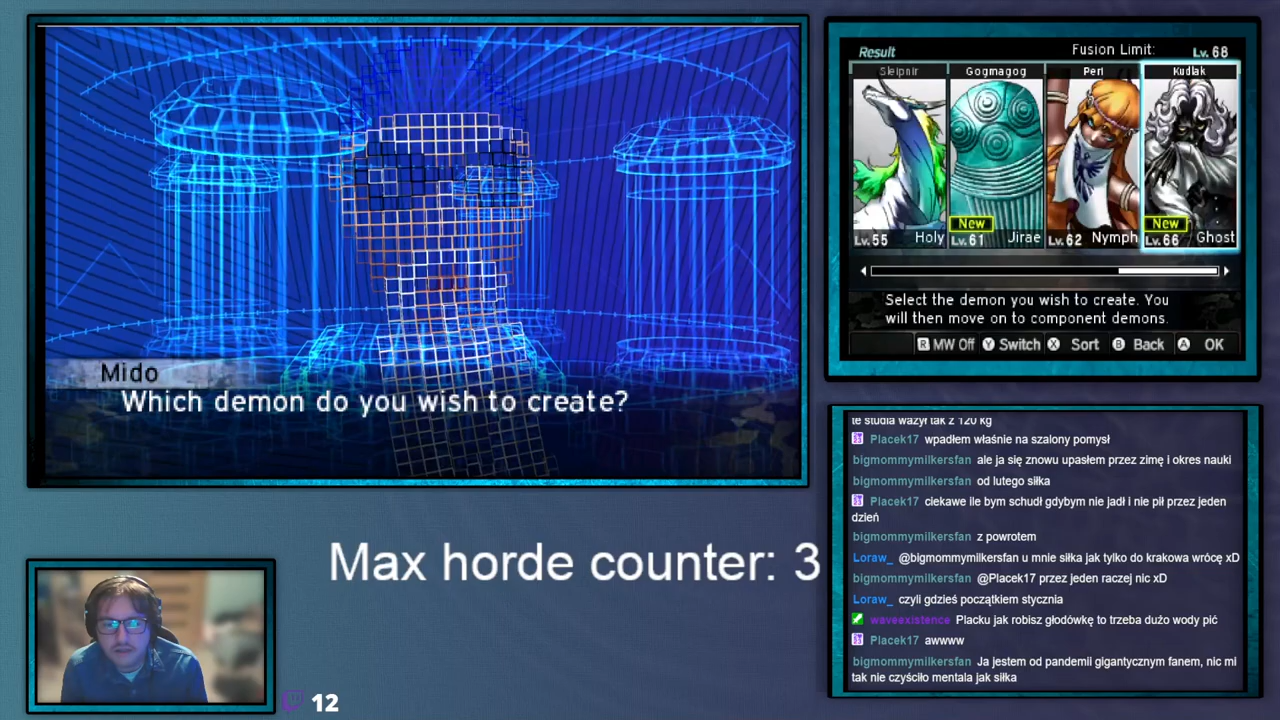 Result
Fusion Limit:
Lv. 68
Sleipnir
Gogmagog
Peri
Kudlak
New
New
Lv. 55 Holy
Lv. 61 Jirae
Lv. 62 Nymph
Lv. 66 Ghost
Select the demon you wish to create. You
will then move on to component demons.
R MW Off Y Switch X Sort B Back A OK
Mido
Which demon do you wish to create?
Max horde counter: 3
12
te studia ważył tak z 120 kg
Placek17 wpadłem właśnie na szalony pomysł
bigmommymilkersfan ale ja się znowu upasłem przez zimę i okres nauki
bigmommymilkersfan od lutego siłka
Placek17 ciekawe ile bym schudł gdybym nie jadł i nie pił przez jeden
dzień
bigmommymilkersfan z powrotem
Loraw_ @bigmommymilkersfan u mnie siłka jak tylko do krakowa wrócę xD
bigmommymilkersfan @Placek17 przez jeden raczej nic xD
Loraw_ czyli gdzieś początkiem stycznia
waveexistence Placku jak robisz głodówkę to trzeba dużo wody pić
Placek17 awwww
bigmommymilkersfan Ja jestem od pandemii gigantycznym fanem, nic mi
tak nie czyściło mentala jak siłka